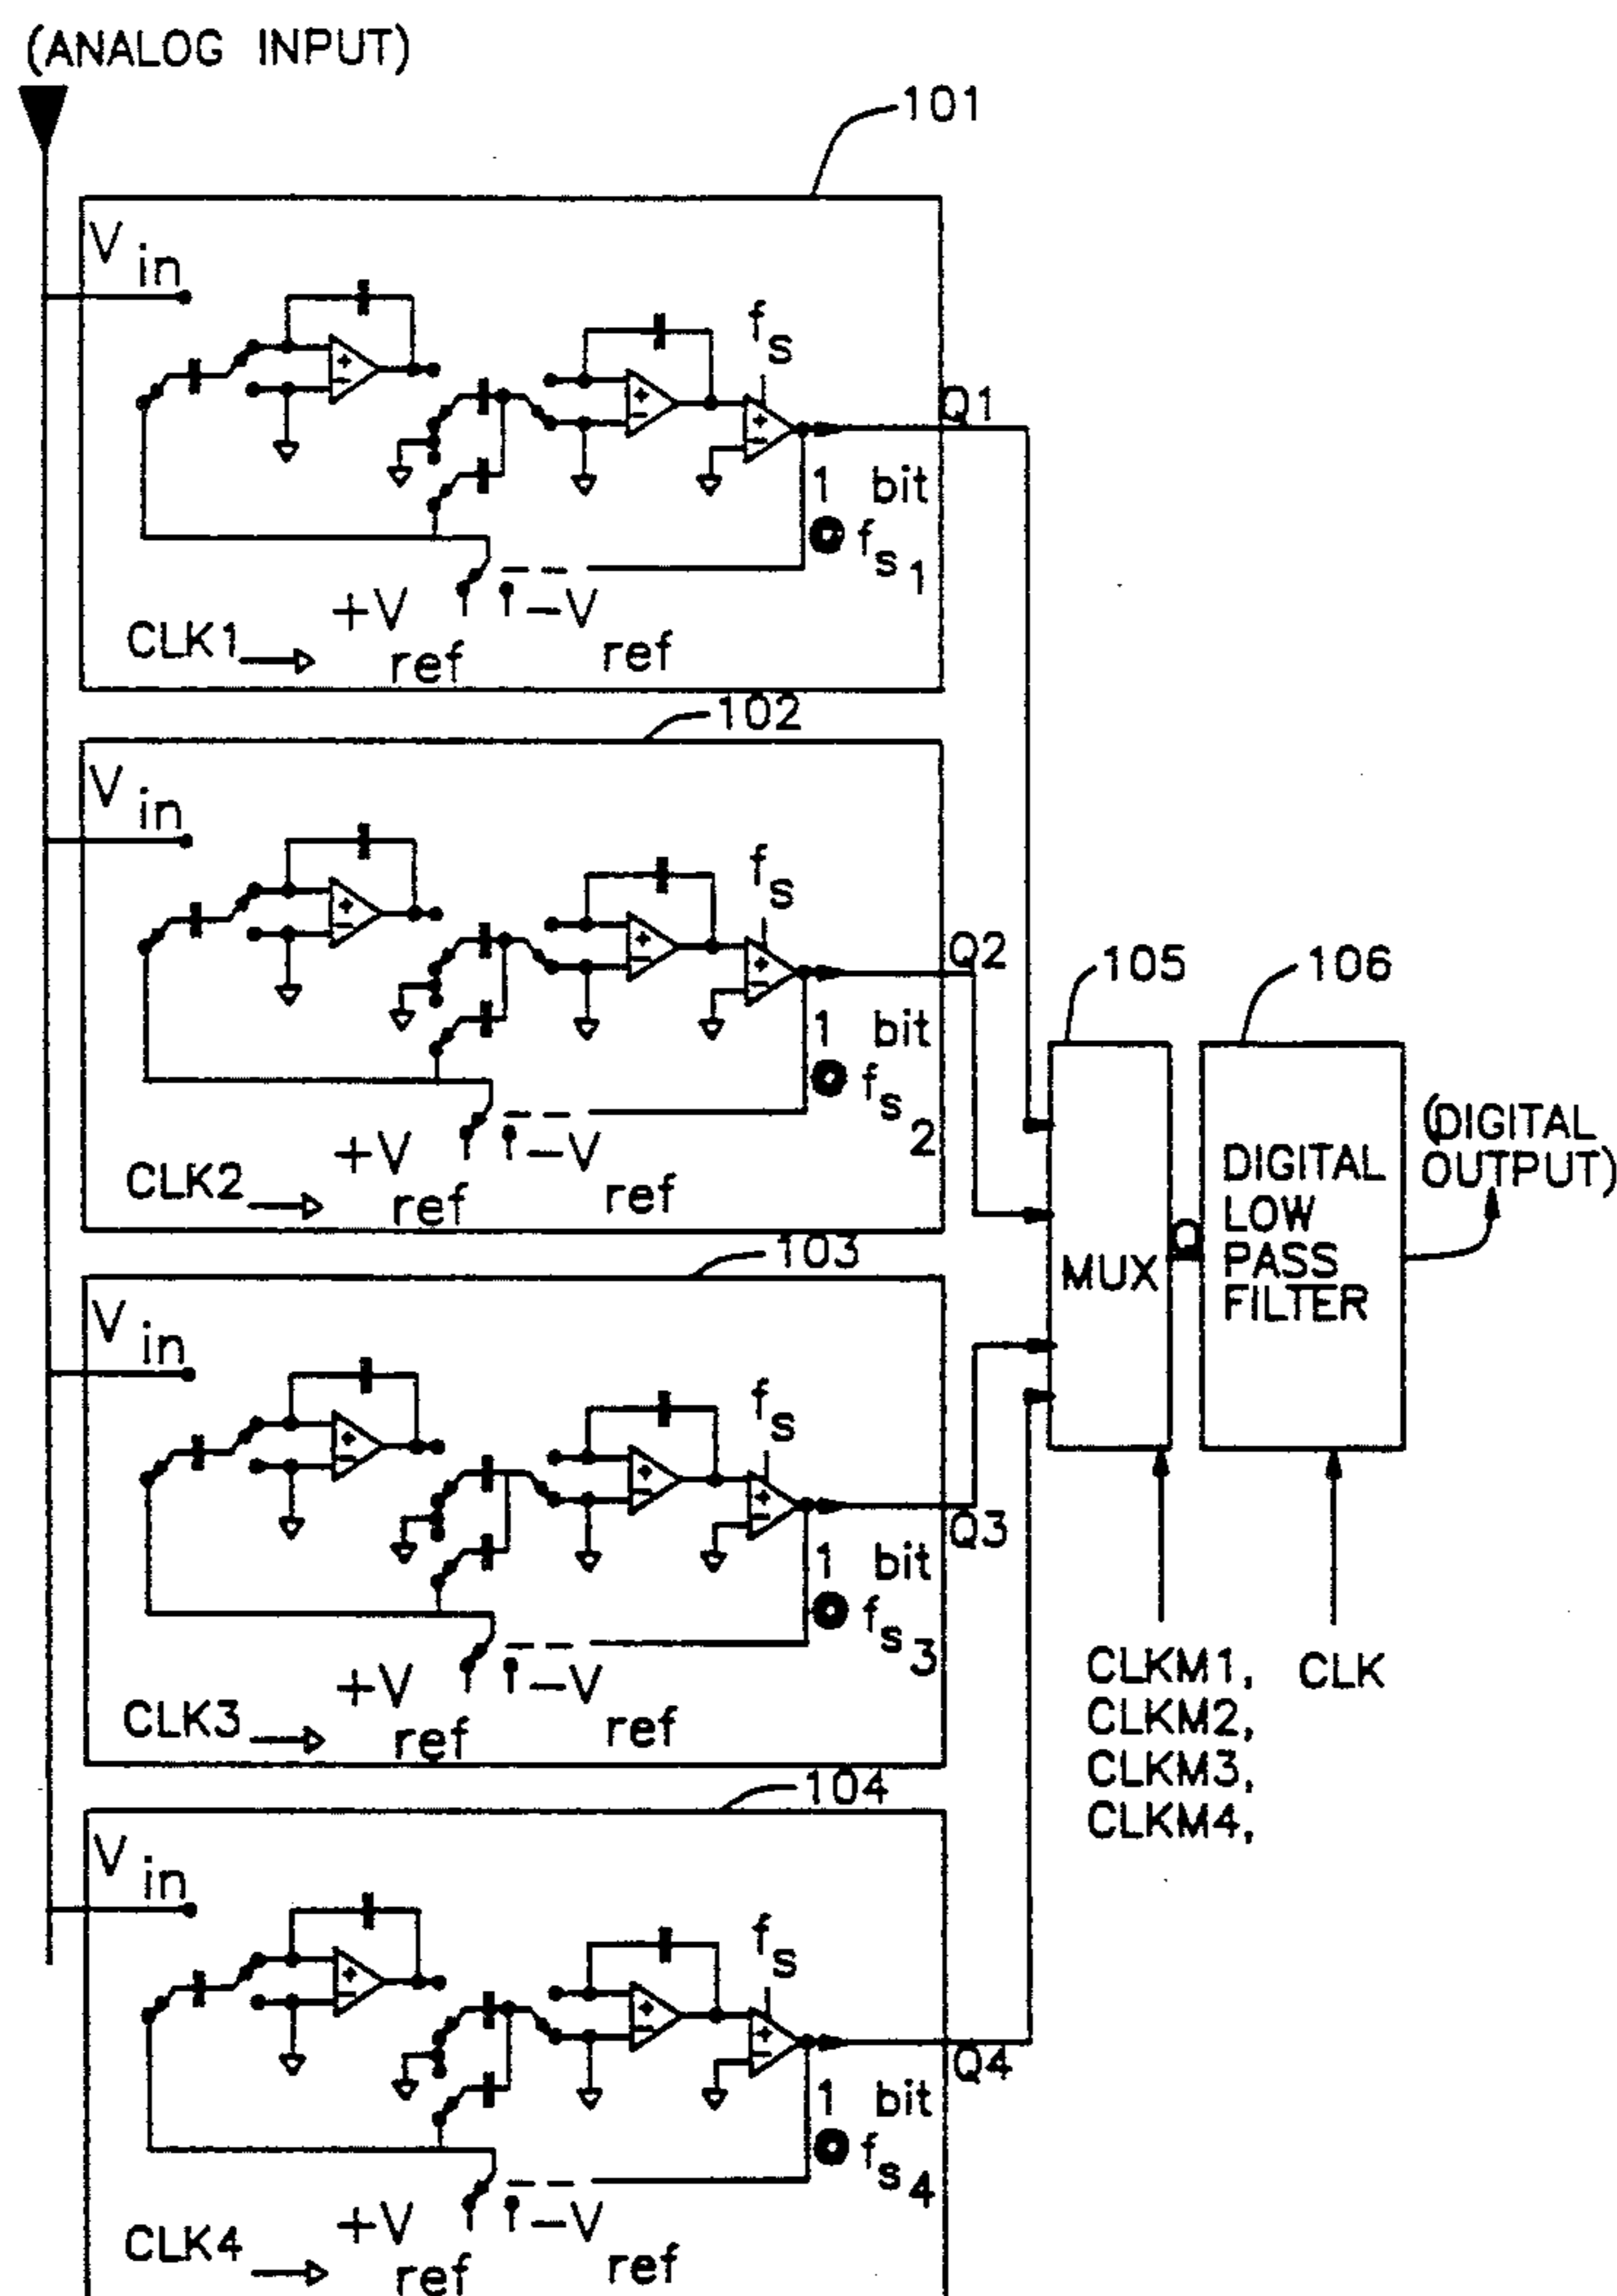 (ANALOG INPUT)
101
V in
f s
Q1
1 bit
f s 1
+V ref
-V ref
CLK1
102
V in
f s
Q2
1 bit
f s 2
+V ref
-V ref
CLK2
103
V in
f s
Q3
1 bit
f s 3
+V ref
-V ref
CLK3
104
V in
f s
Q4
1 bit
f s 4
+V ref
-V ref
CLK4
105
MUX
Q
106
DIGITAL
LOW
PASS
FILTER
(DIGITAL
OUTPUT)
CLKM1,
CLKM2,
CLKM3,
CLKM4,
CLK